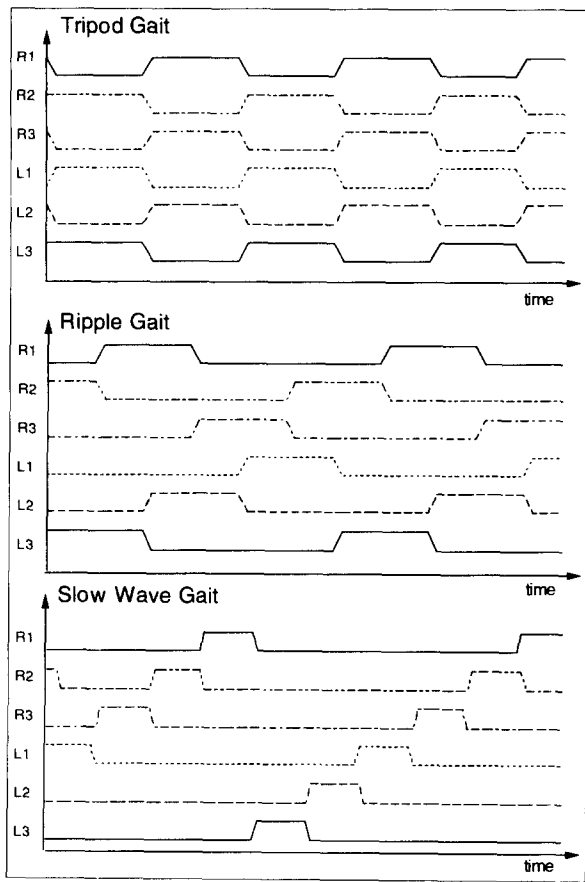 Tripod Gait
R1
R2
R3
L1
L2
L3
time
Ripple Gait
R1
R2
R3
L1
L2
L3
time
Slow Wave Gait
R1
R2
R3
L1
L2
L3
time